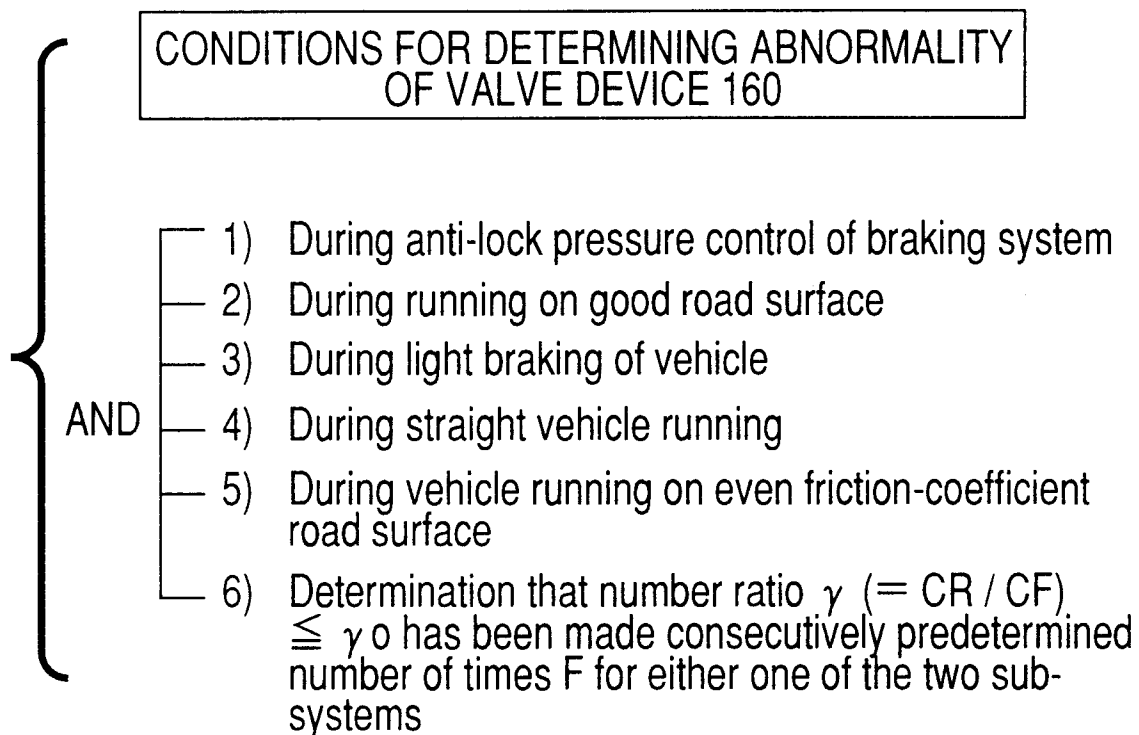 CONDITIONS FOR DETERMINING ABNORMALITY
OF VALVE DEVICE 160
1) During anti-lock pressure control of braking system
2) During running on good road surface
3) During light braking of vehicle
AND
4) During straight vehicle running
5) During vehicle running on even friction-coefficient
road surface
6) Determination that number ratio γ (= CR / CF)
≦ γo has been made consecutively predetermined
number of times F for either one of the two sub-
systems